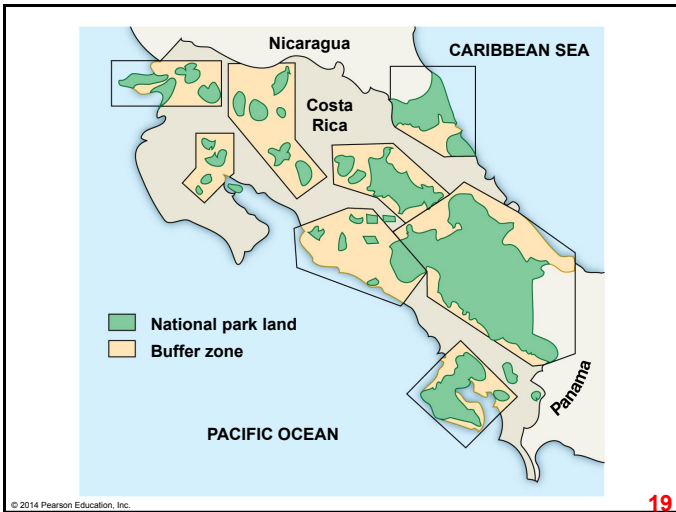 Nicaragua
CARIBBEAN SEA
Costa
Rica
National park land
Buffer zone
Panama
PACIFIC OCEAN
© 2014 Pearson Education, Inc.
19